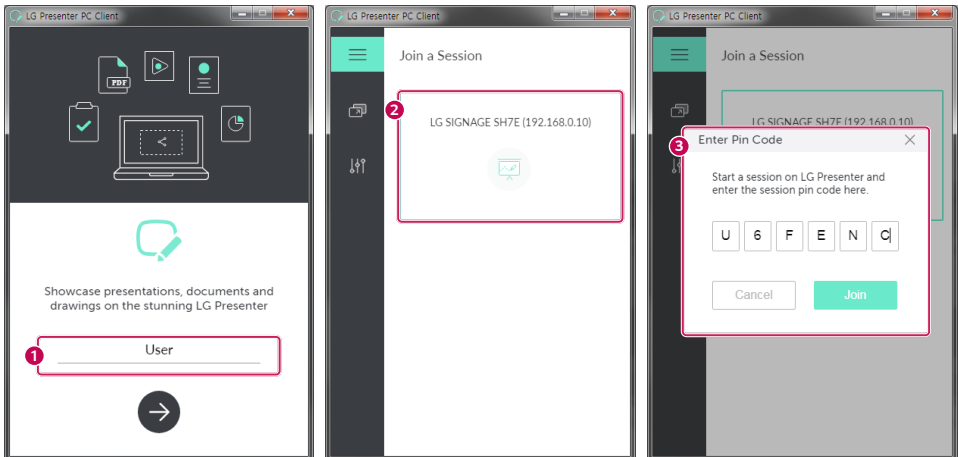 LG Presenter PC Client
PDF
Showcase presentations, documents and
drawings on the stunning LG Presenter
1
User
LG Presenter PC Client
Join a Session
2
LG SIGNAGE SH7E (192.168.0.10)
LG Presenter PC Client
Join a Session
LG SIGNAGE SH7E (192.168.0.10)
3
Enter Pin Code
Start a session on LG Presenter and
enter the session pin code here.
U 6 F E N C
Cancel Join